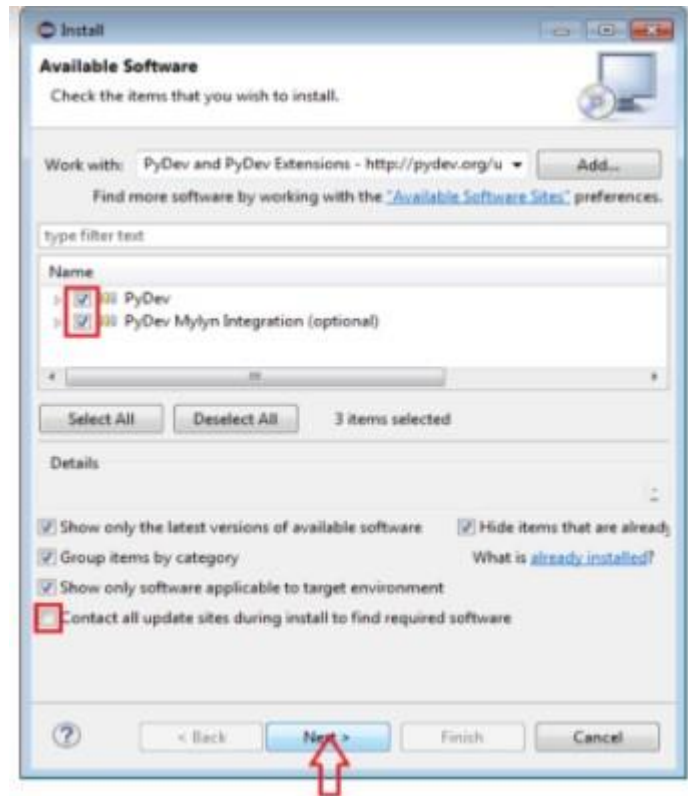 Install
Available Software
Check the items that you wish to install.
Work with: PyDev and PyDev Extensions - http://pydev.org/u Add...
Find more software by working with the "Available Software Sites" preferences.
type filter text
Name
PyDev
PyDev Mylyn Integration (optional)
Select All Deselect All 3 items selected
Details
Show only the latest versions of available software Hide items that are already
Group items by category What is already installed?
Show only software applicable to target environment
Contact all update sites during install to find required software
? < Back Next > Finish Cancel